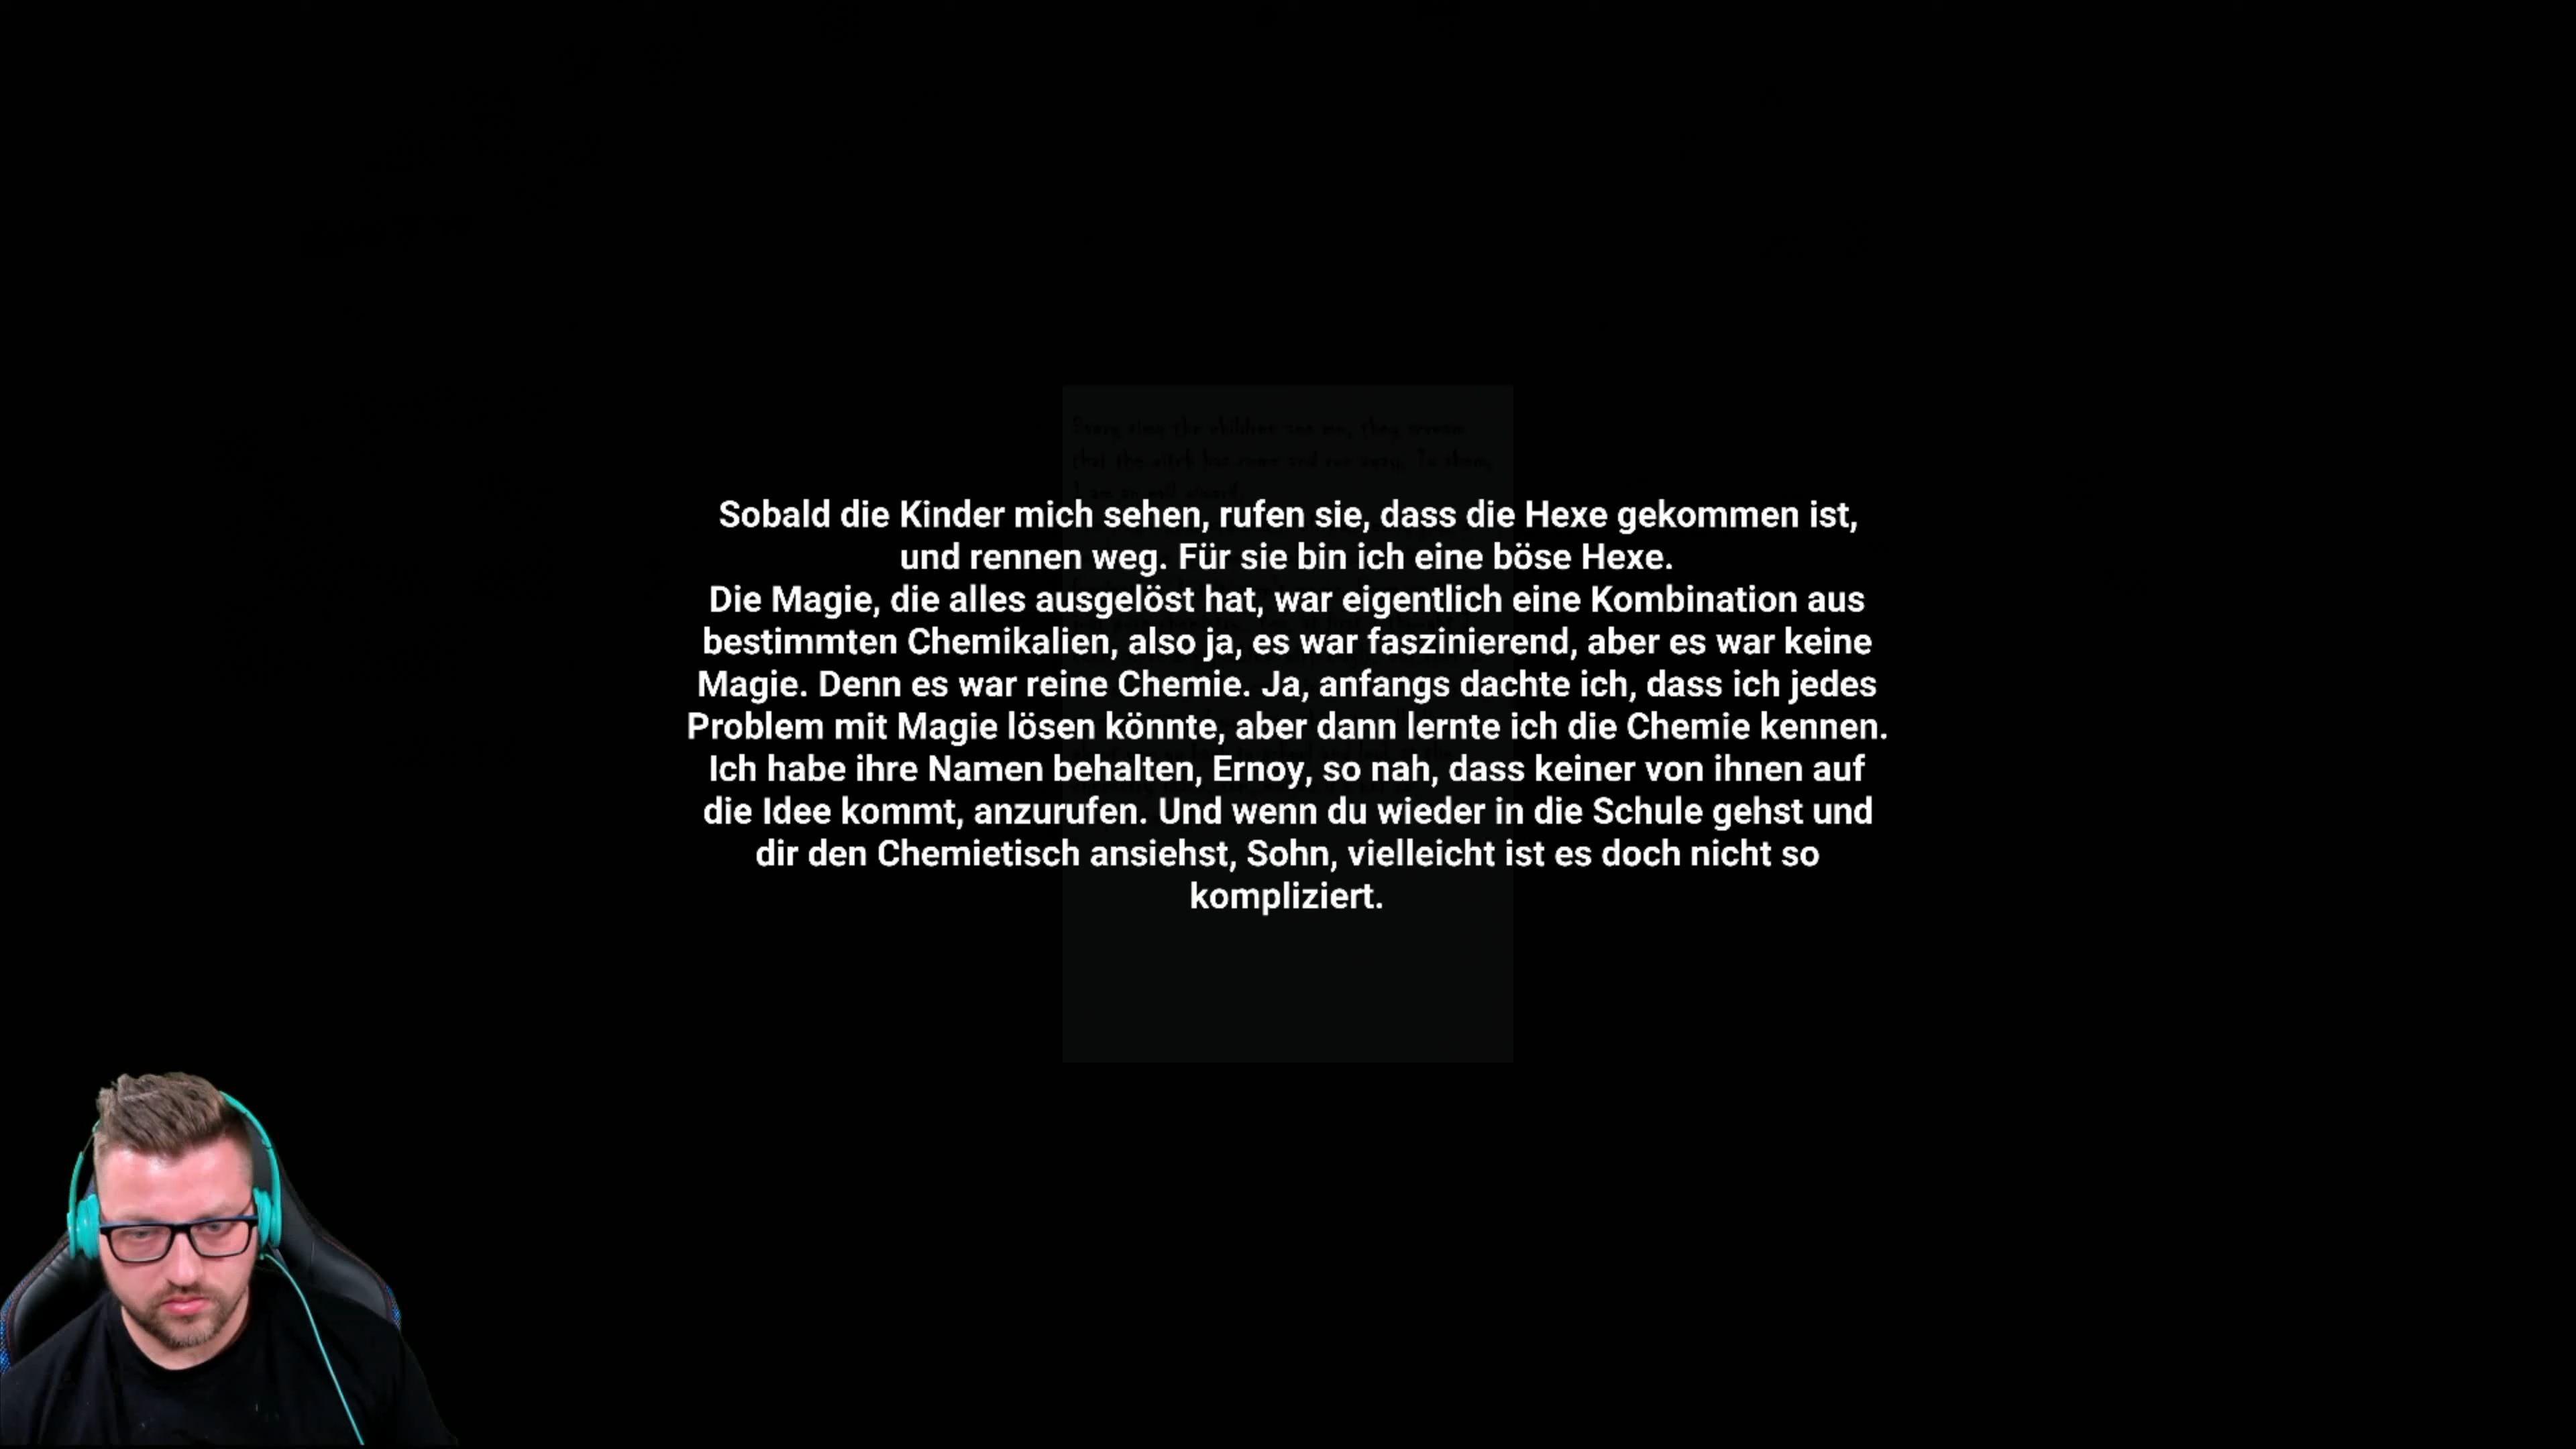 Sobald die Kinder mich sehen, rufen sie, dass die Hexe gekommen ist,
und rennen weg. Für sie bin ich eine böse Hexe.
Die Magie, die alles ausgelöst hat, war eigentlich eine Kombination aus
bestimmten Chemikalien, also ja, es war faszinierend, aber es war keine
Magie. Denn es war reine Chemie. Ja, anfangs dachte ich, dass ich jedes
Problem mit Magie lösen könnte, aber dann lernte ich die Chemie kennen.
Ich habe ihre Namen behalten, Ernoy, so nah, dass keiner von ihnen auf
die Idee kommt, anzurufen. Und wenn du wieder in die Schule gehst und
dir den Chemietisch ansiehst, Sohn, vielleicht ist es doch nicht so
kompliziert.